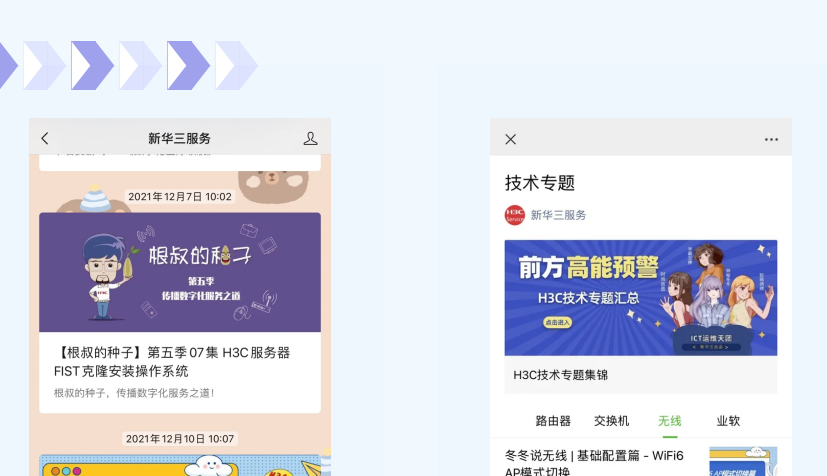 新华三服务
2021年12月7日 10:02
根叔的种子
第五季
传播数字化服务之道
【根叔的种子】第五季07集 H3C服务器
FIST克隆安装操作系统
根叔的种子，传播数字化服务之道!
2021年12月10日 10:07
技术专题
H3C
Service
新华三服务
前方高能预警
H3C技术专题汇总
点击进入
ICT运维天团
H3C技术专题集锦
路由器 交换机 无线 业软
冬冬说无线 | 基础配置篇 - WiFi6
AP模式切换